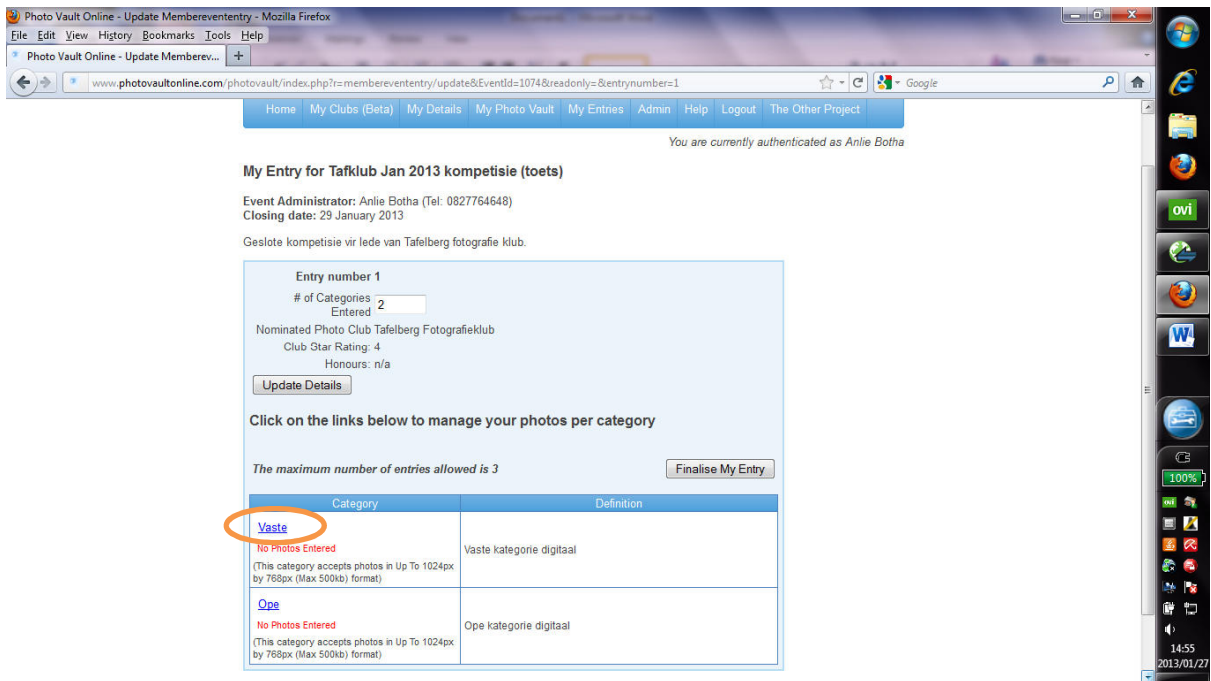 Photo Vault Online - Update Memberevententry - Mozilla Firefox
File Edit View History Bookmarks Tools Help
Photo Vault Online - Update Memberev... +
www.photovaultonline.com/photovault/index.php?r=memberevententry/update&EventId=1074&readonly=&entrynumber=1
Google
Home My Clubs (Beta) My Details My Photo Vault My Entries Admin Help Logout The Other Project
You are currently authenticated as Anlie Botha
My Entry for Tafklub Jan 2013 kompetisie (toets)
Event Administrator: Anlie Botha (Tel: 0827764648)
Closing date: 29 January 2013
Geslote kompetisie vir lede van Tafelberg fotografie klub.
Entry number 1
# of Categories
Entered 2
Nominated Photo Club Tafelberg Fotografieklub
Club Star Rating: 4
Honours: n/a
Update Details
Click on the links below to manage your photos per category
The maximum number of entries allowed is 3
Finalise My Entry
Category Definition
Vaste
No Photos Entered
Vaste kategorie digitaal
(This category accepts photos in Up To 1024px
by 768px (Max 500kb) format)
Ope
No Photos Entered
Ope kategorie digitaal
(This category accepts photos in Up To 1024px
by 768px (Max 500kb) format)
ovi
W
100%
ovi
14:55
2013/01/27